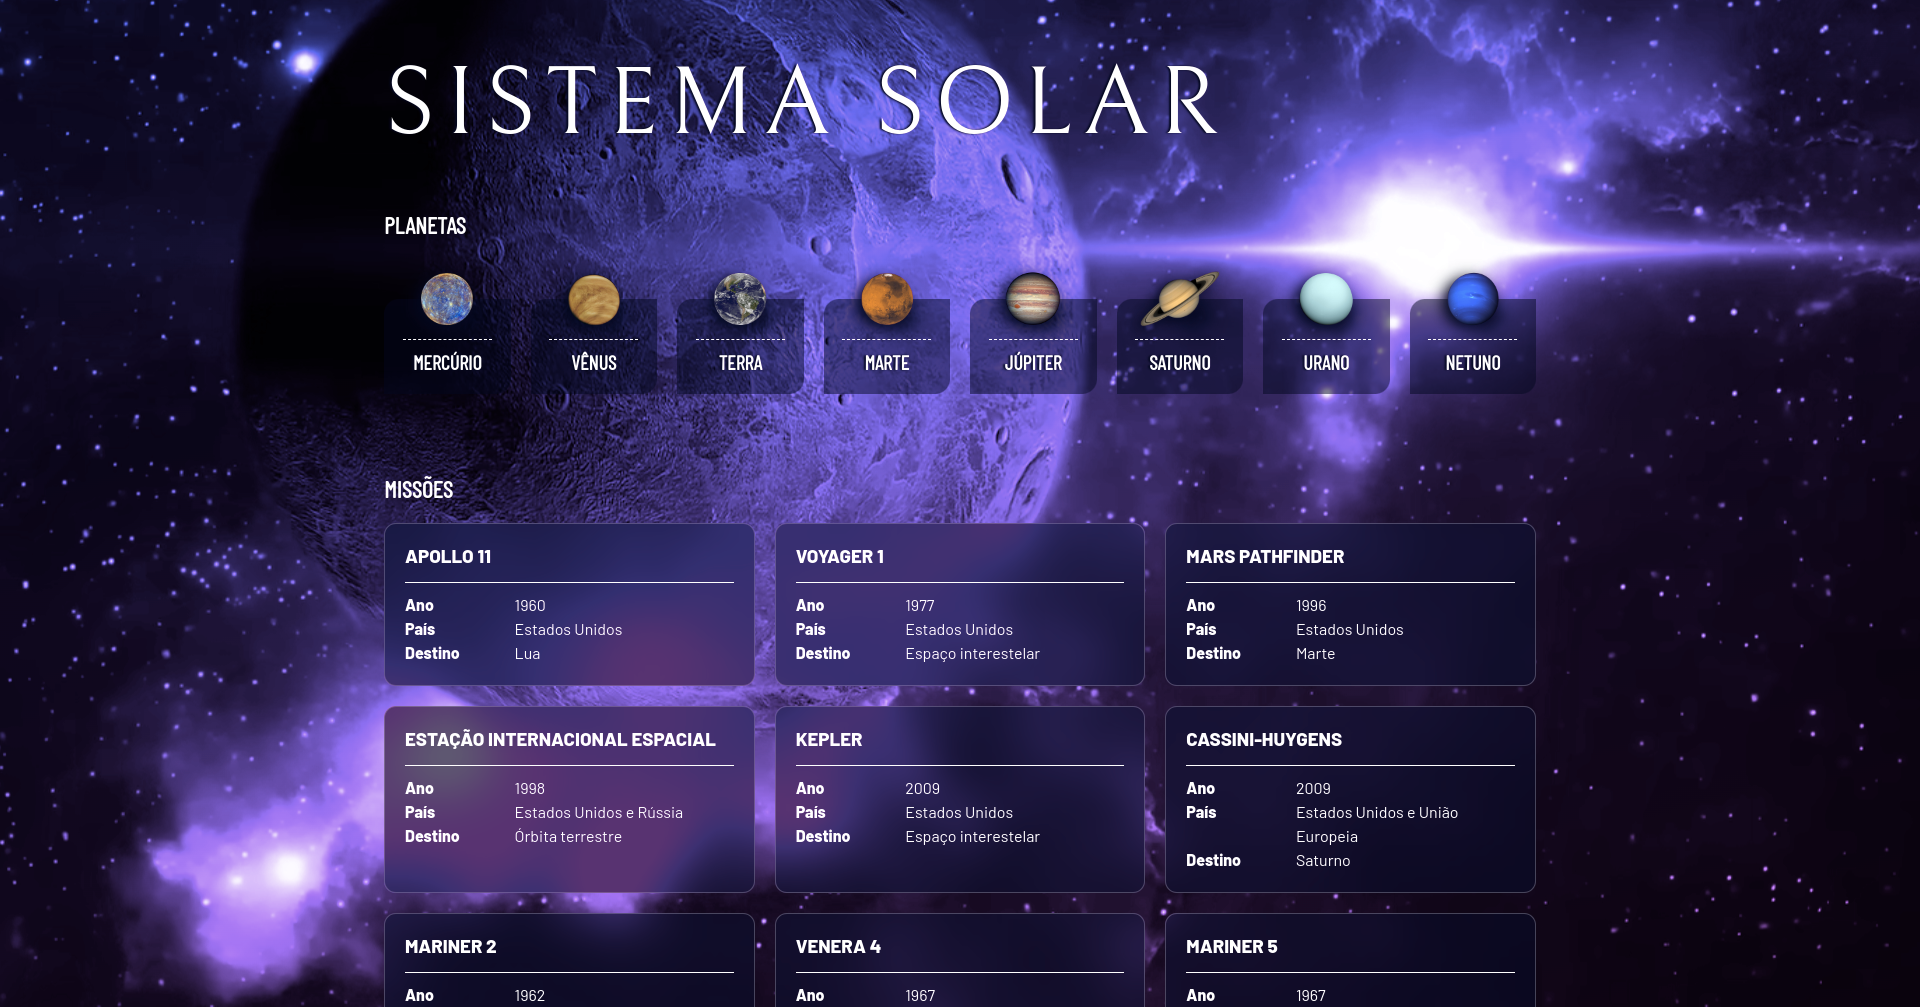 SISTEMA SOLAR
PLANETAS
MERCÚRIO VÊNUS TERRA MARTE JÚPITER SATURNO URANO NETUNO
MISSÕES
APOLLO 11
Ano 1960
País Estados Unidos
Destino Lua
VOYAGER 1
Ano 1977
País Estados Unidos
Destino Espaço interestelar
MARS PATHFINDER
Ano 1996
País Estados Unidos
Destino Marte
ESTAÇÃO INTERNACIONAL ESPACIAL
Ano 1998
País Estados Unidos e Rússia
Destino Órbita terrestre
KEPLER
Ano 2009
País Estados Unidos
Destino Espaço interestelar
CASSINI-HUYGENS
Ano 2009
País Estados Unidos e União
Europeia
Destino Saturno
MARINER 2
Ano 1962
VENERA 4
Ano 1967
MARINER 5
Ano 1967